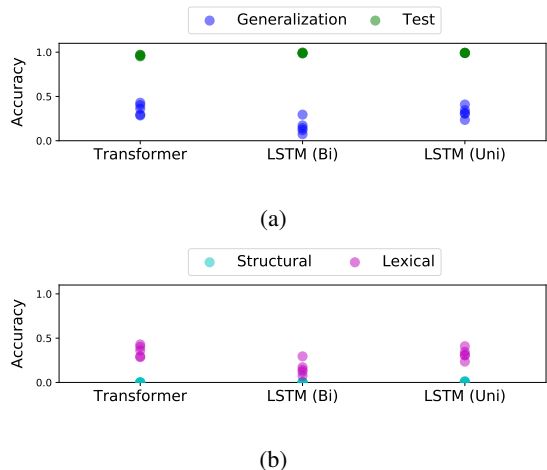 Generalization Test
1.0
0.5
0.0
Accuracy
Transformer LSTM (Bi) LSTM (Uni)
(a)
Structural Lexical
1.0
0.5
0.0
Accuracy
Transformer LSTM (Bi) LSTM (Uni)
(b)